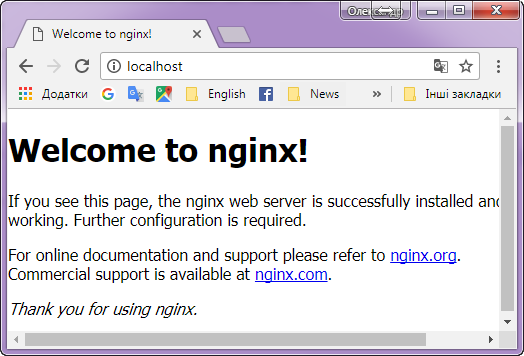 Welcome to nginx!
localhost
Додатки English News » Інші закладки
Welcome to nginx!
If you see this page, the nginx web server is successfully installed and
working. Further configuration is required.
For online documentation and support please refer to nginx.org.
Commercial support is available at nginx.com.
Thank you for using nginx.